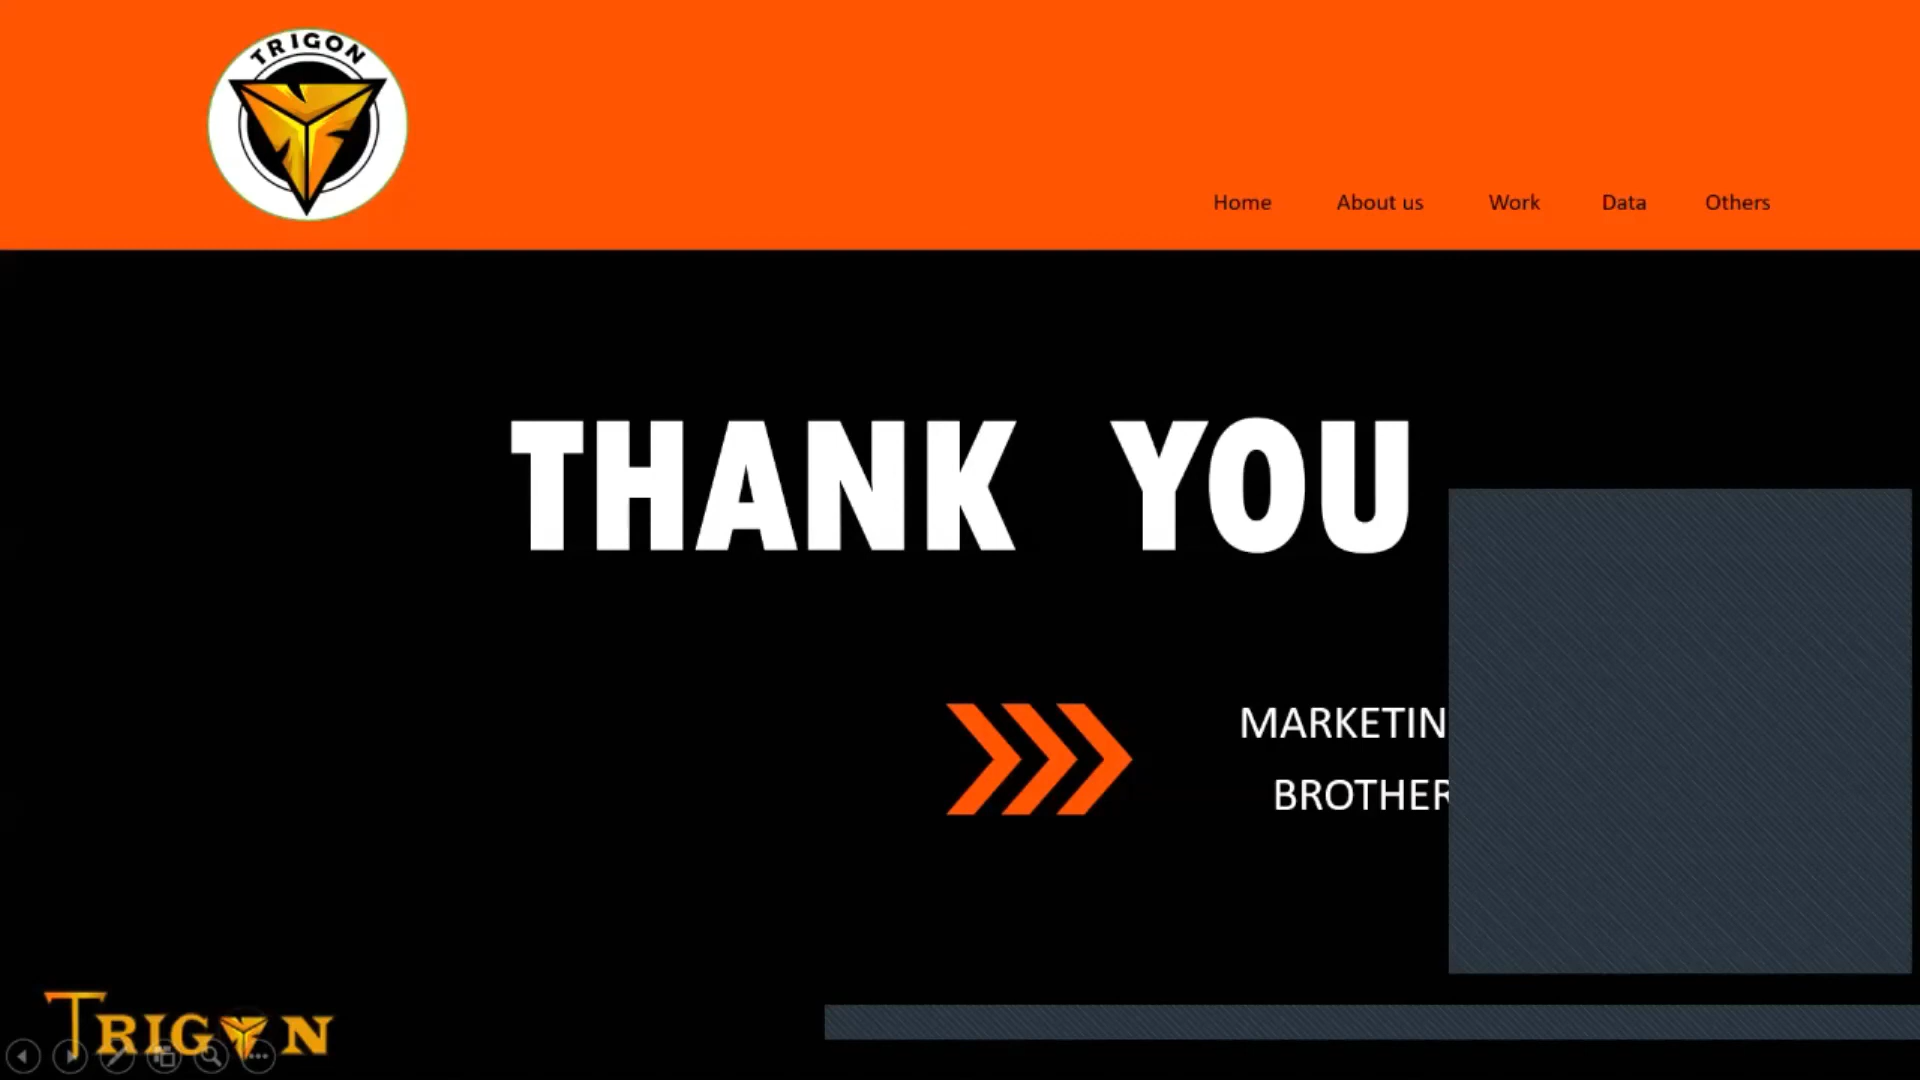 TRIGON
Home About us Work Data Others
THANK YOU
MARKETIN
BROTHER
TRIGON